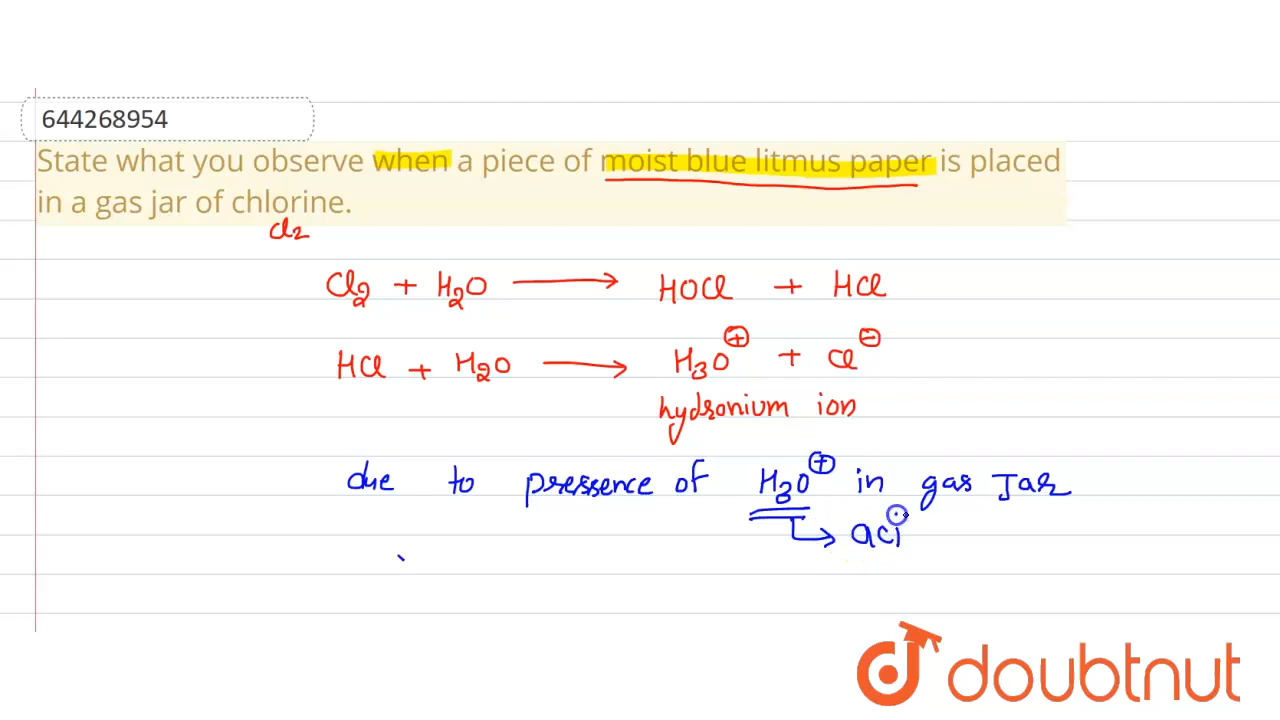 644268954
State what you observe when a piece of moist blue litmus paper is placed
in a gas jar of chlorine.
Cl₂
Cl₂ + H₂O ⟶ HOCl + HCl
HCl + H₂O ⟶ H₃O⊕ + Cl⊖
hydronium ion
due to pressence of H₃O⊕ in gas Jar
↳ aci
doubtnut